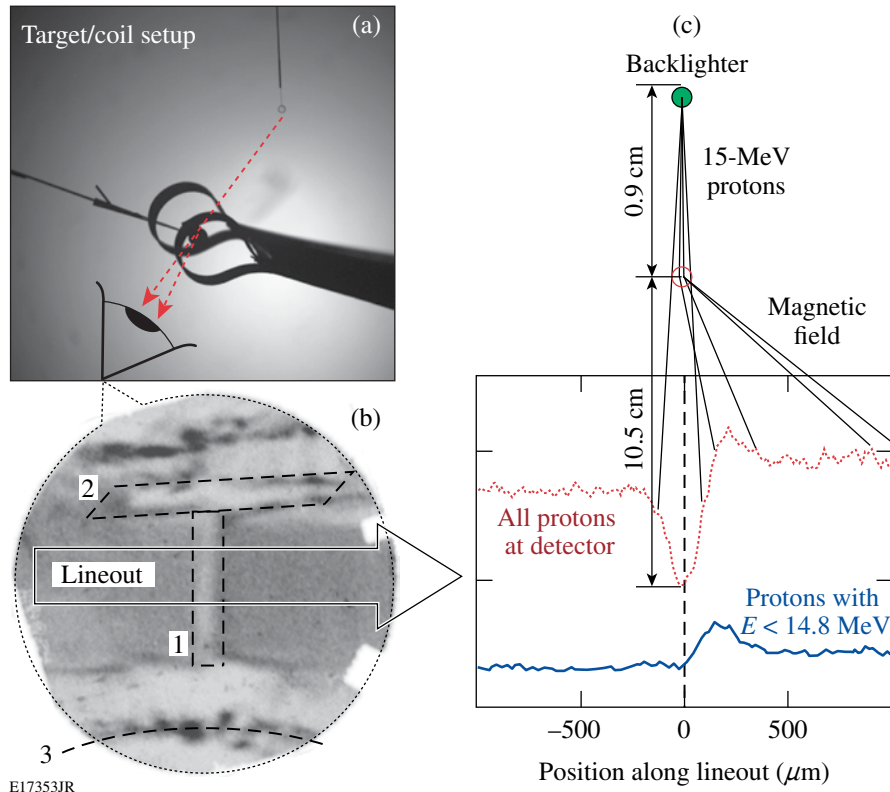 Target/coil setup
(a)
(b)
2
Lineout
1
3
E17353JR
(c)
Backlighter
0.9 cm
15-MeV
protons
Magnetic
field
10.5 cm
All protons
at detector
Protons with
E < 14.8 MeV
−500
0
500
Position along lineout (μm)